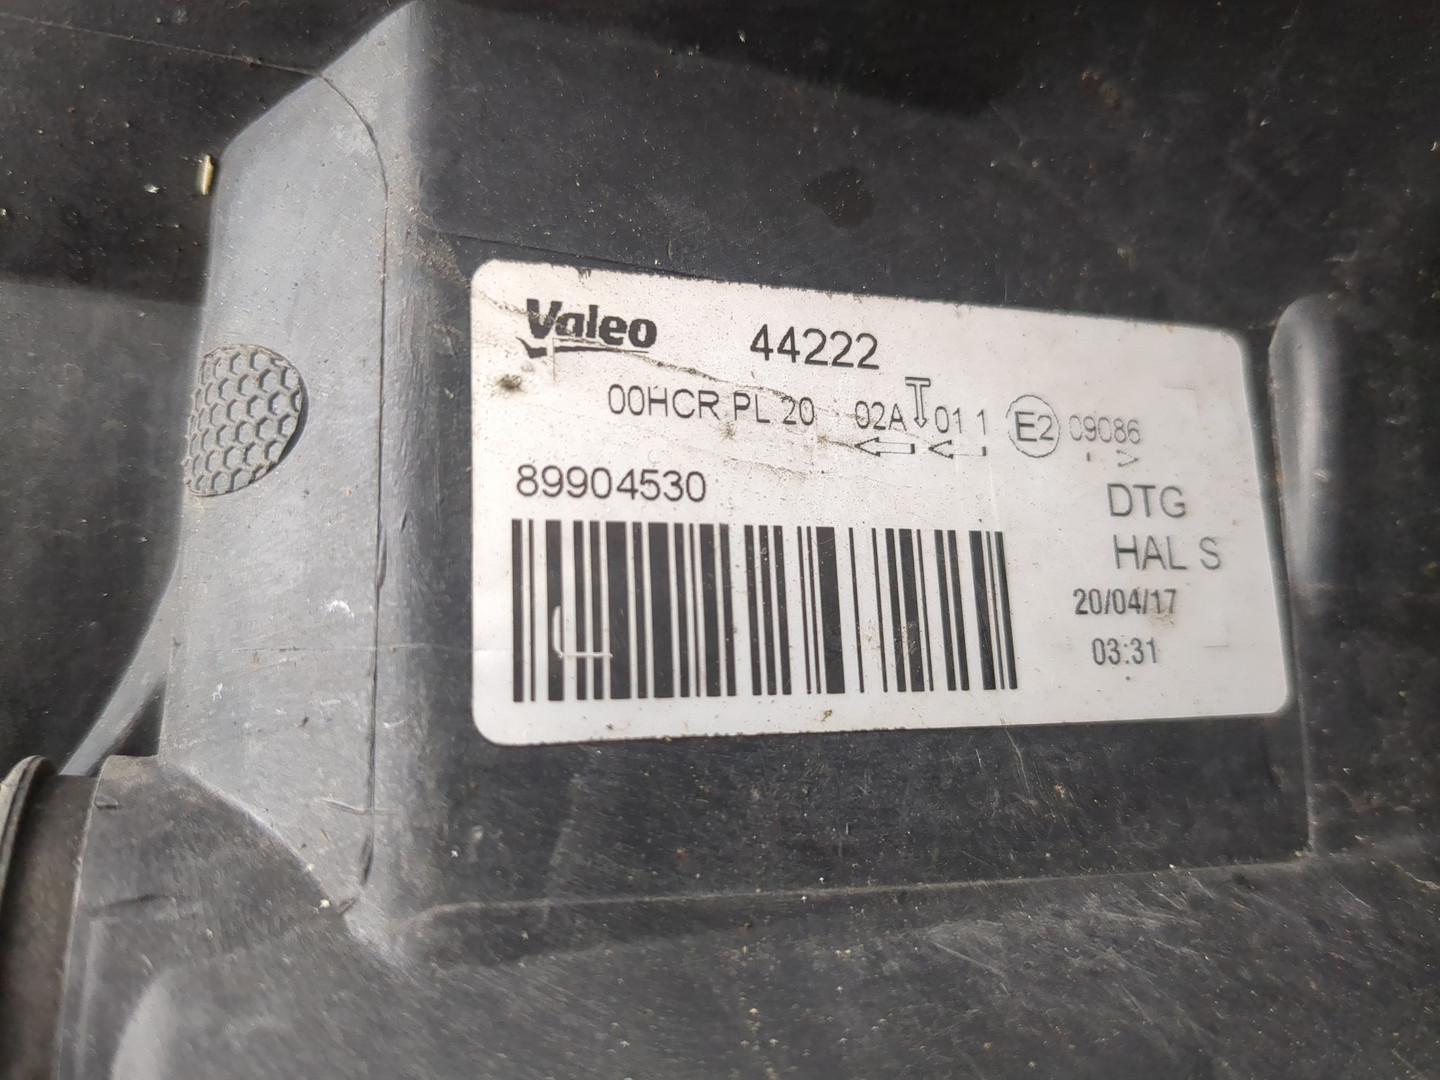 Valeo 44222
00HCR PL 20 02A 01 1 E2 09086
89904530
DTG
HAL S
20/04/17
03:31